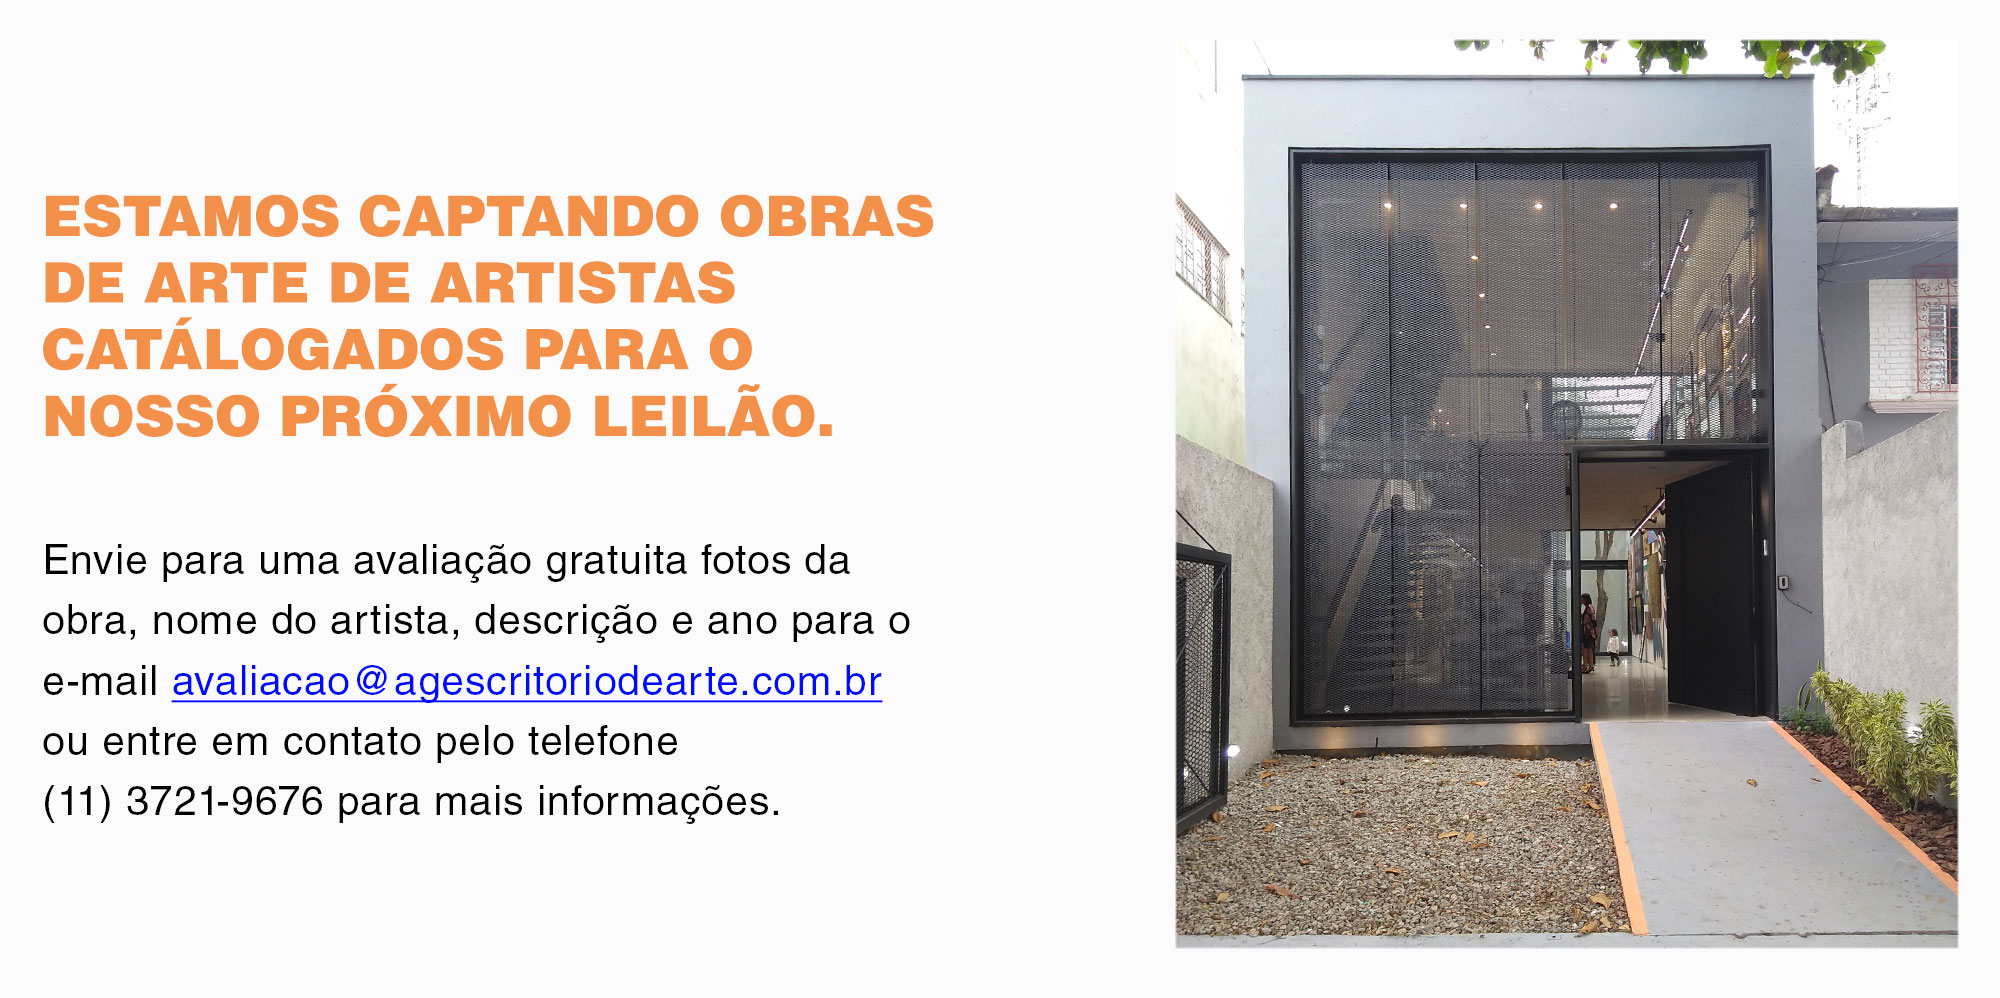 ESTAMOS CAPTANDO OBRAS
DE ARTE DE ARTISTAS
CATÁLOGADOS PARA O
NOSSO PRÓXIMO LEILÃO.
Envie para uma avaliação gratuita fotos da
obra, nome do artista, descrição e ano para o
e-mail avaliacao@agescritoriodearte.com.br
ou entre em contato pelo telefone
(11) 3721-9676 para mais informações.